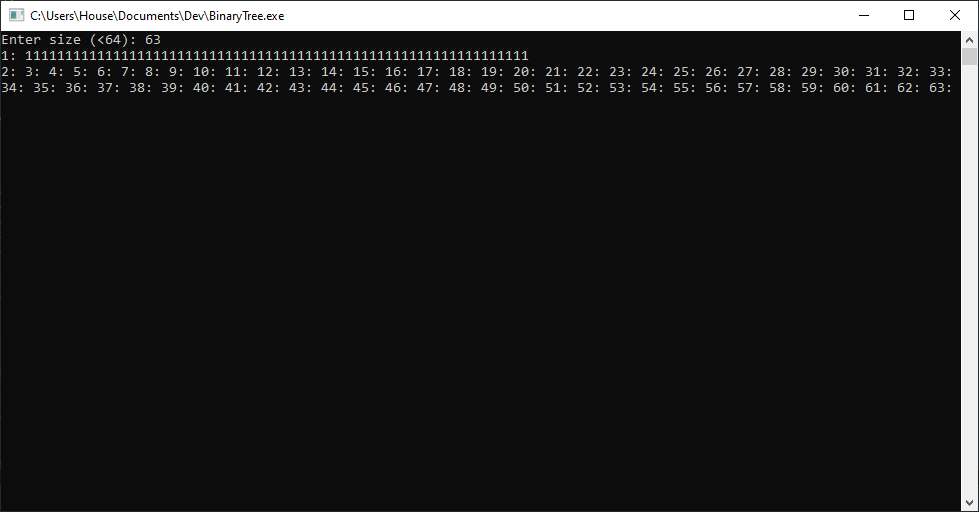 C:\Users\House\Documents\Dev\BinaryTree.exe
Enter size (<64): 63
1: 111111111111111111111111111111111111111111111111111111111111111
2: 3: 4: 5: 6: 7: 8: 9: 10: 11: 12: 13: 14: 15: 16: 17: 18: 19: 20: 21: 22: 23: 24: 25: 26: 27: 28: 29: 30: 31: 32: 33:
34: 35: 36: 37: 38: 39: 40: 41: 42: 43: 44: 45: 46: 47: 48: 49: 50: 51: 52: 53: 54: 55: 56: 57: 58: 59: 60: 61: 62: 63: